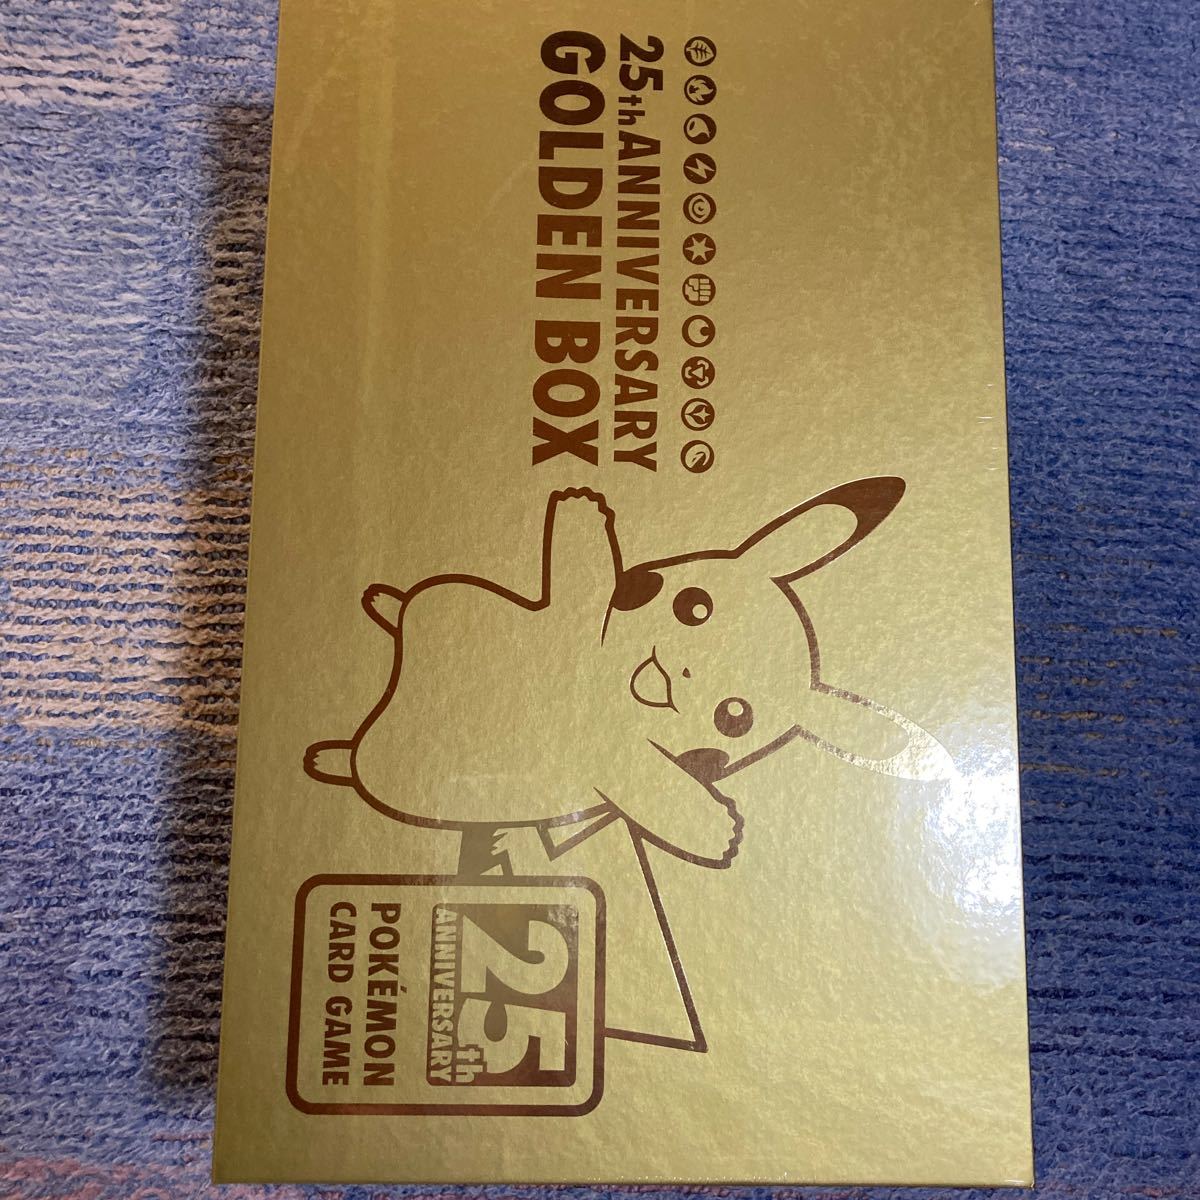 25th ANNIVERSARY
GOLDEN BOX
25th
ANNIVERSARY
POKÉMON
CARD GAME